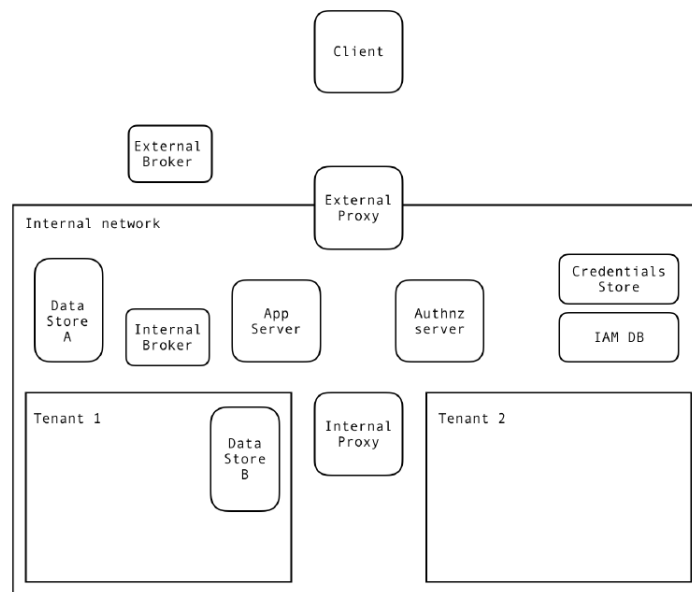 Client
External
Broker
External
Proxy
Internal network
Credentials
Store
Data
Store
A
Internal
Broker
App
Server
Authnz
server
IAM DB
Tenant 1
Data
Store
B
Internal
Proxy
Tenant 2